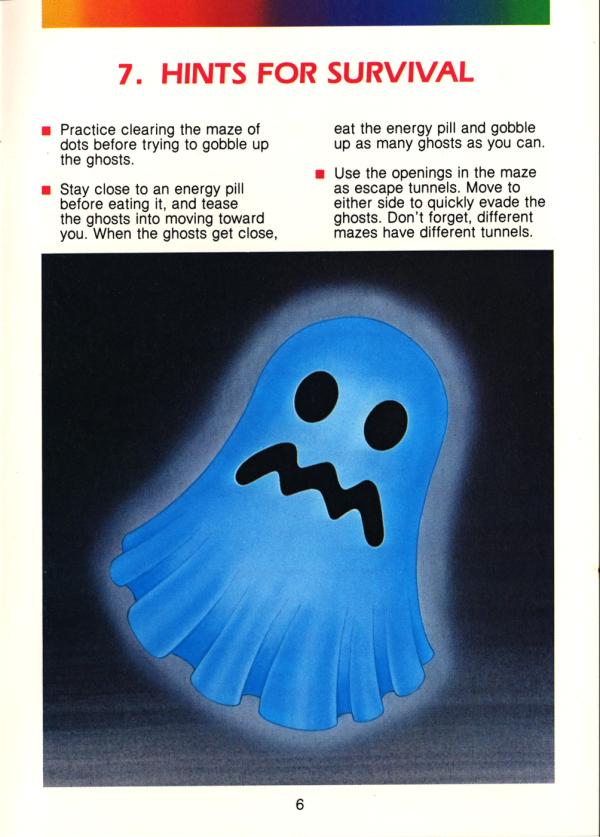 7. HINTS FOR SURVIVAL
■ Practice clearing the maze of
dots before trying to gobble up
the ghosts.
■ Stay close to an energy pill
before eating it, and tease
the ghosts into moving toward
you. When the ghosts get close,
eat the energy pill and gobble
up as many ghosts as you can.
■ Use the openings in the maze
as escape tunnels. Move to
either side to quickly evade the
ghosts. Don't forget, different
mazes have different tunnels.
6